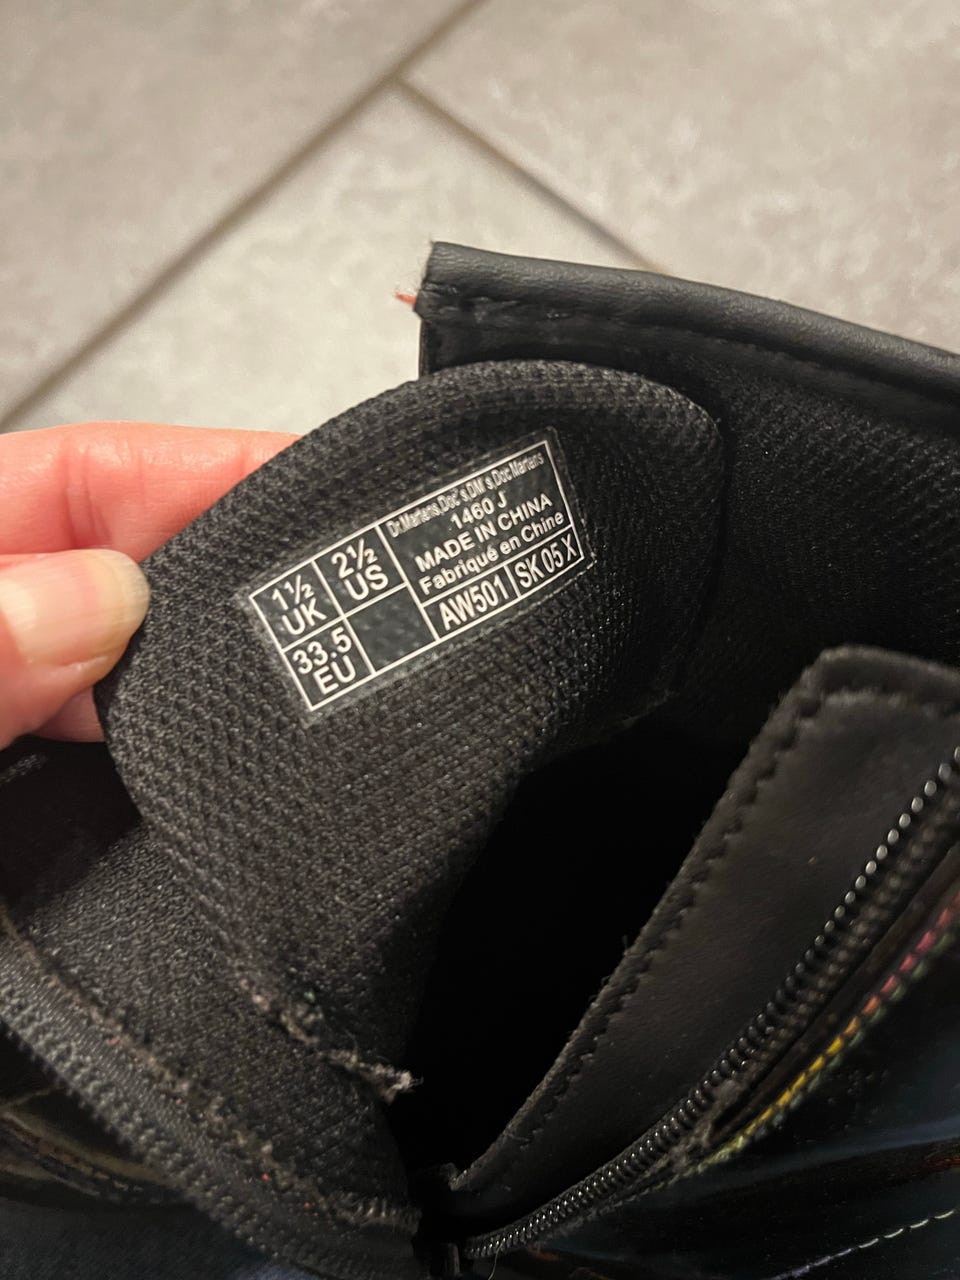 Dr.Martens,Doc's,DM's,Doc Martens
1460 J
MADE IN CHINA
Fabriqué en Chine
AW501 SK 05 X
1½ UK
2½ US
33.5 EU